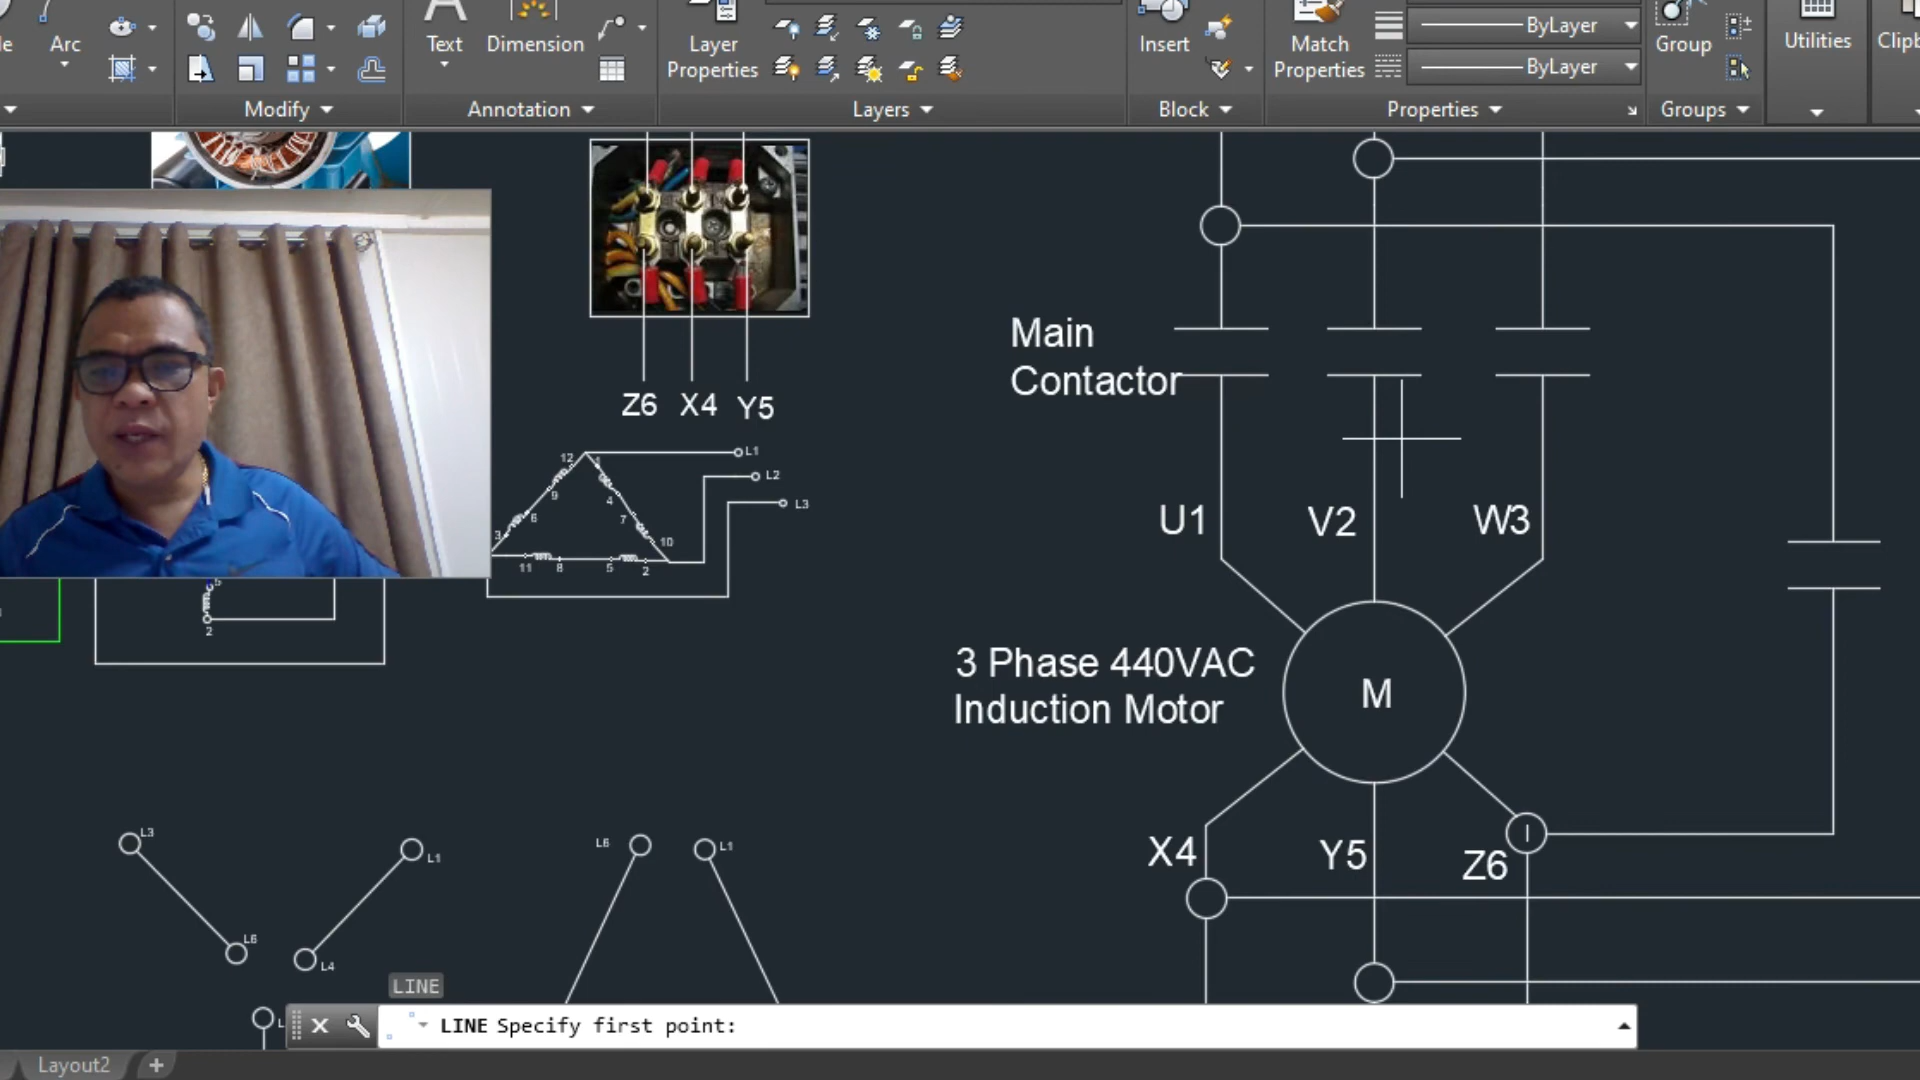 Arc
Text
Dimension
Layer
Properties
Insert
Match
Properties
ByLayer
ByLayer
Group
Utilities
Modify
Annotation
Layers
Block
Properties
Groups
Z6 X4 Y5
12
1
L1
L2
9
4
L3
6
7
3
10
11
8
5
2
2
Main
Contactor
U1
V2
W3
3 Phase 440VAC
Induction Motor
M
X4
Y5
Z6
L3
L1
L6
L1
L6
L4
LINE
LINE Specify first point:
Layout2
+